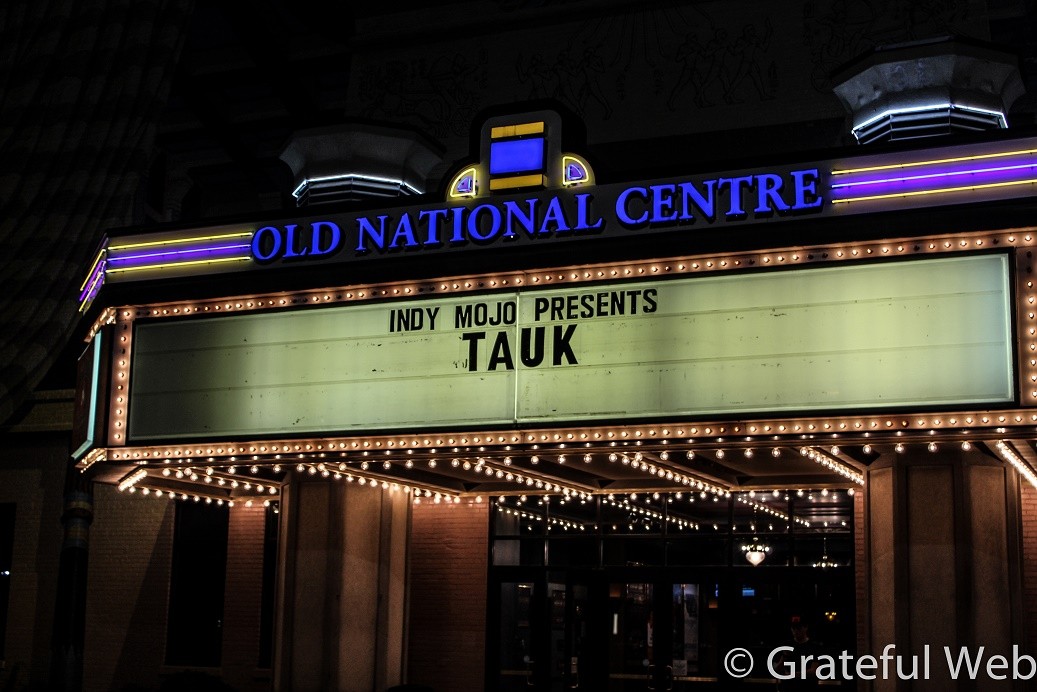 OLD NATIONAL CENTRE
INDY MOJO PRESENTS
TAUK
© Grateful Web